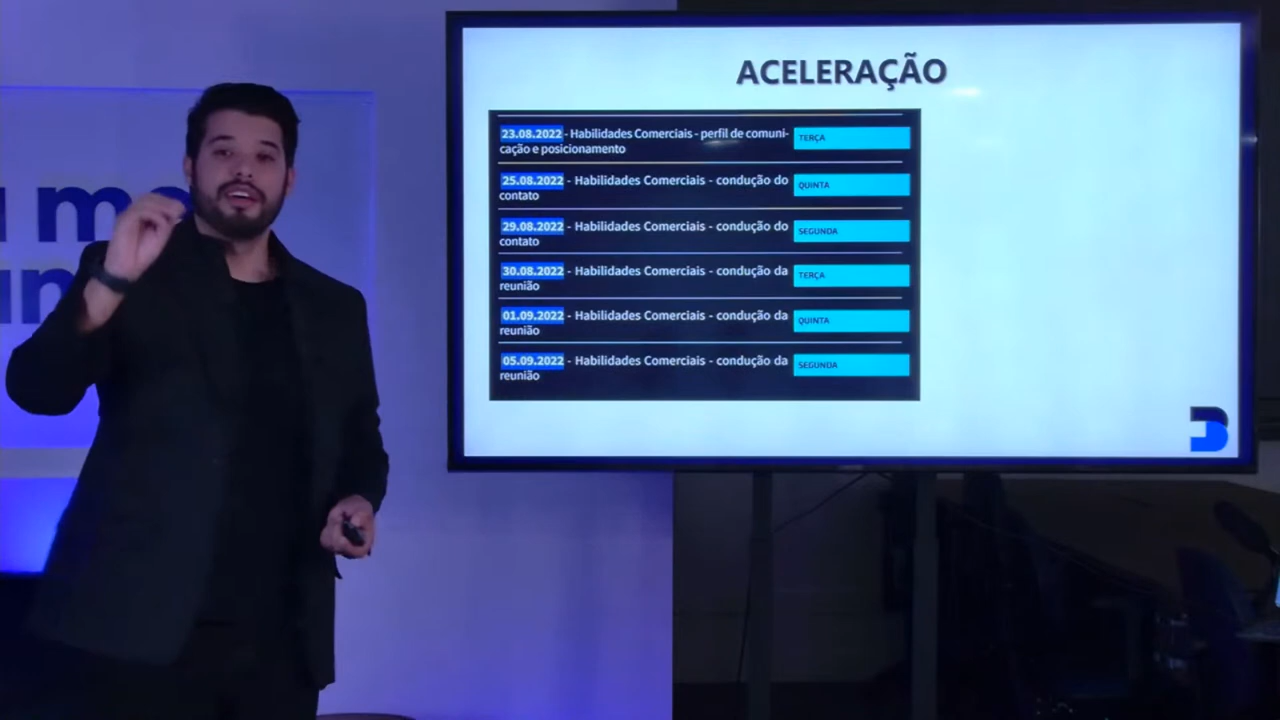 ACELERAÇÃO
23.08.2022 - Habilidades Comerciais - perfil de comuni-
cação e posicionamento
TERÇA
25.08.2022 - Habilidades Comerciais - condução do
contato
QUINTA
29.08.2022 - Habilidades Comerciais - condução do
contato
SEGUNDA
30.08.2022 - Habilidades Comerciais - condução da
reunião
TERÇA
01.09.2022 - Habilidades Comerciais - condução da
reunião
QUINTA
05.09.2022 - Habilidades Comerciais - condução da
reunião
SEGUNDA